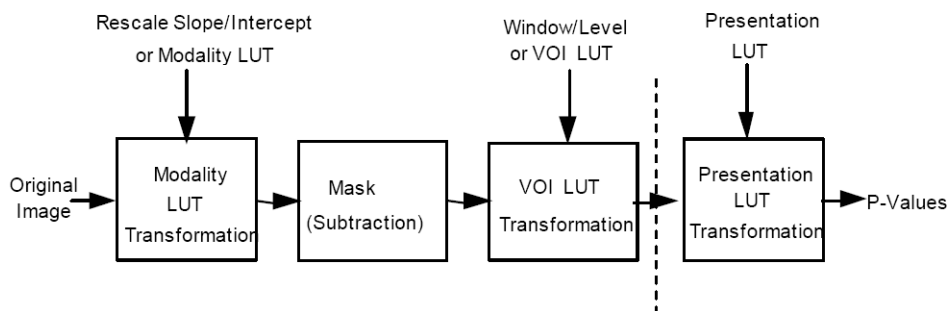 Rescale Slope/Intercept
or Modality LUT
Window/Level
or VOI LUT
Presentation
LUT
Original
Image
Modality
LUT
Transformation
Mask
(Subtraction)
VOI LUT
Transformation
Presentation
LUT
Transformation
P-Values